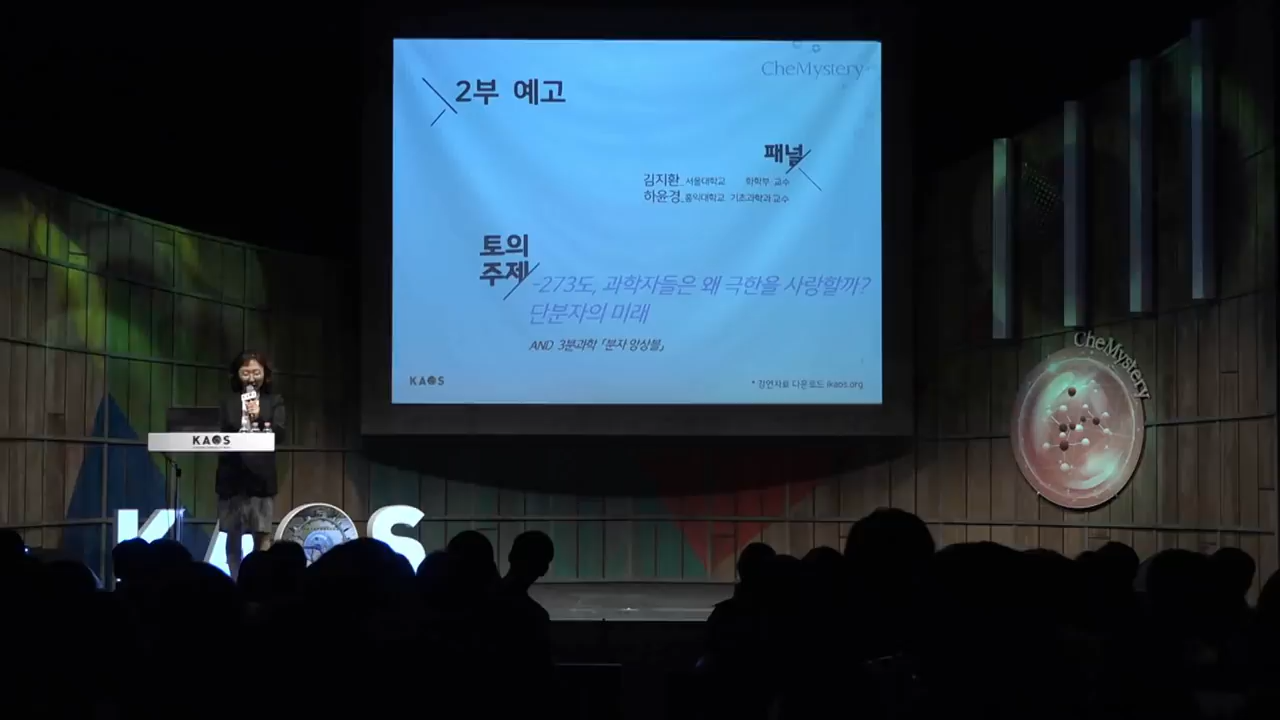 CheMystery
2부 예고
패널
김지환_서울대학교 화학부 교수
하윤경_홍익대학교 기초과학과 교수
토의
주제
-273도, 과학자들은 왜 극한을 사랑할까?
단분자의 미래
AND 3분과학 「분자 앙상블」
KAOS
* 강연자료 다운로드 ikaos.org
CheMystery
KAOS
KAOS